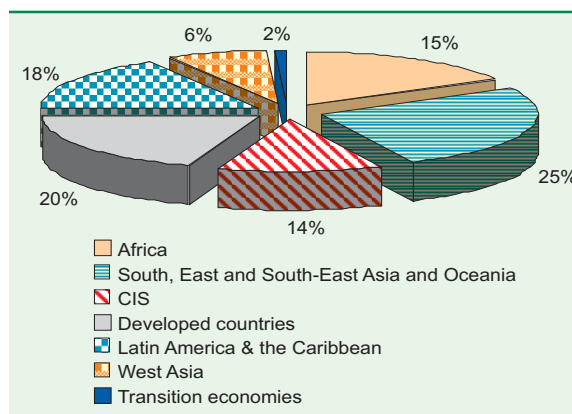 6%
2%
15%
18%
25%
20%
14%
Africa
South, East and South-East Asia and Oceania
CIS
Developed countries
Latin America & the Caribbean
West Asia
Transition economies